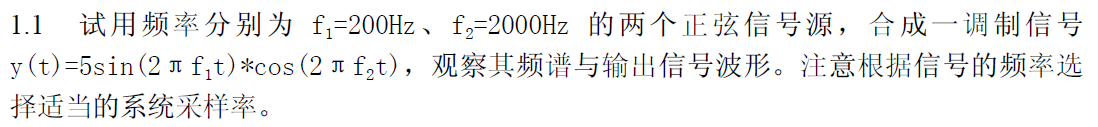 1.1 试用频率分别为 f₁=200Hz、f₂=2000Hz 的两个正弦信号源，合成一调制信号
y(t)=5sin(2πf₁t)*cos(2πf₂t)，观察其频谱与输出信号波形。注意根据信号的频率选
择适当的系统采样率。